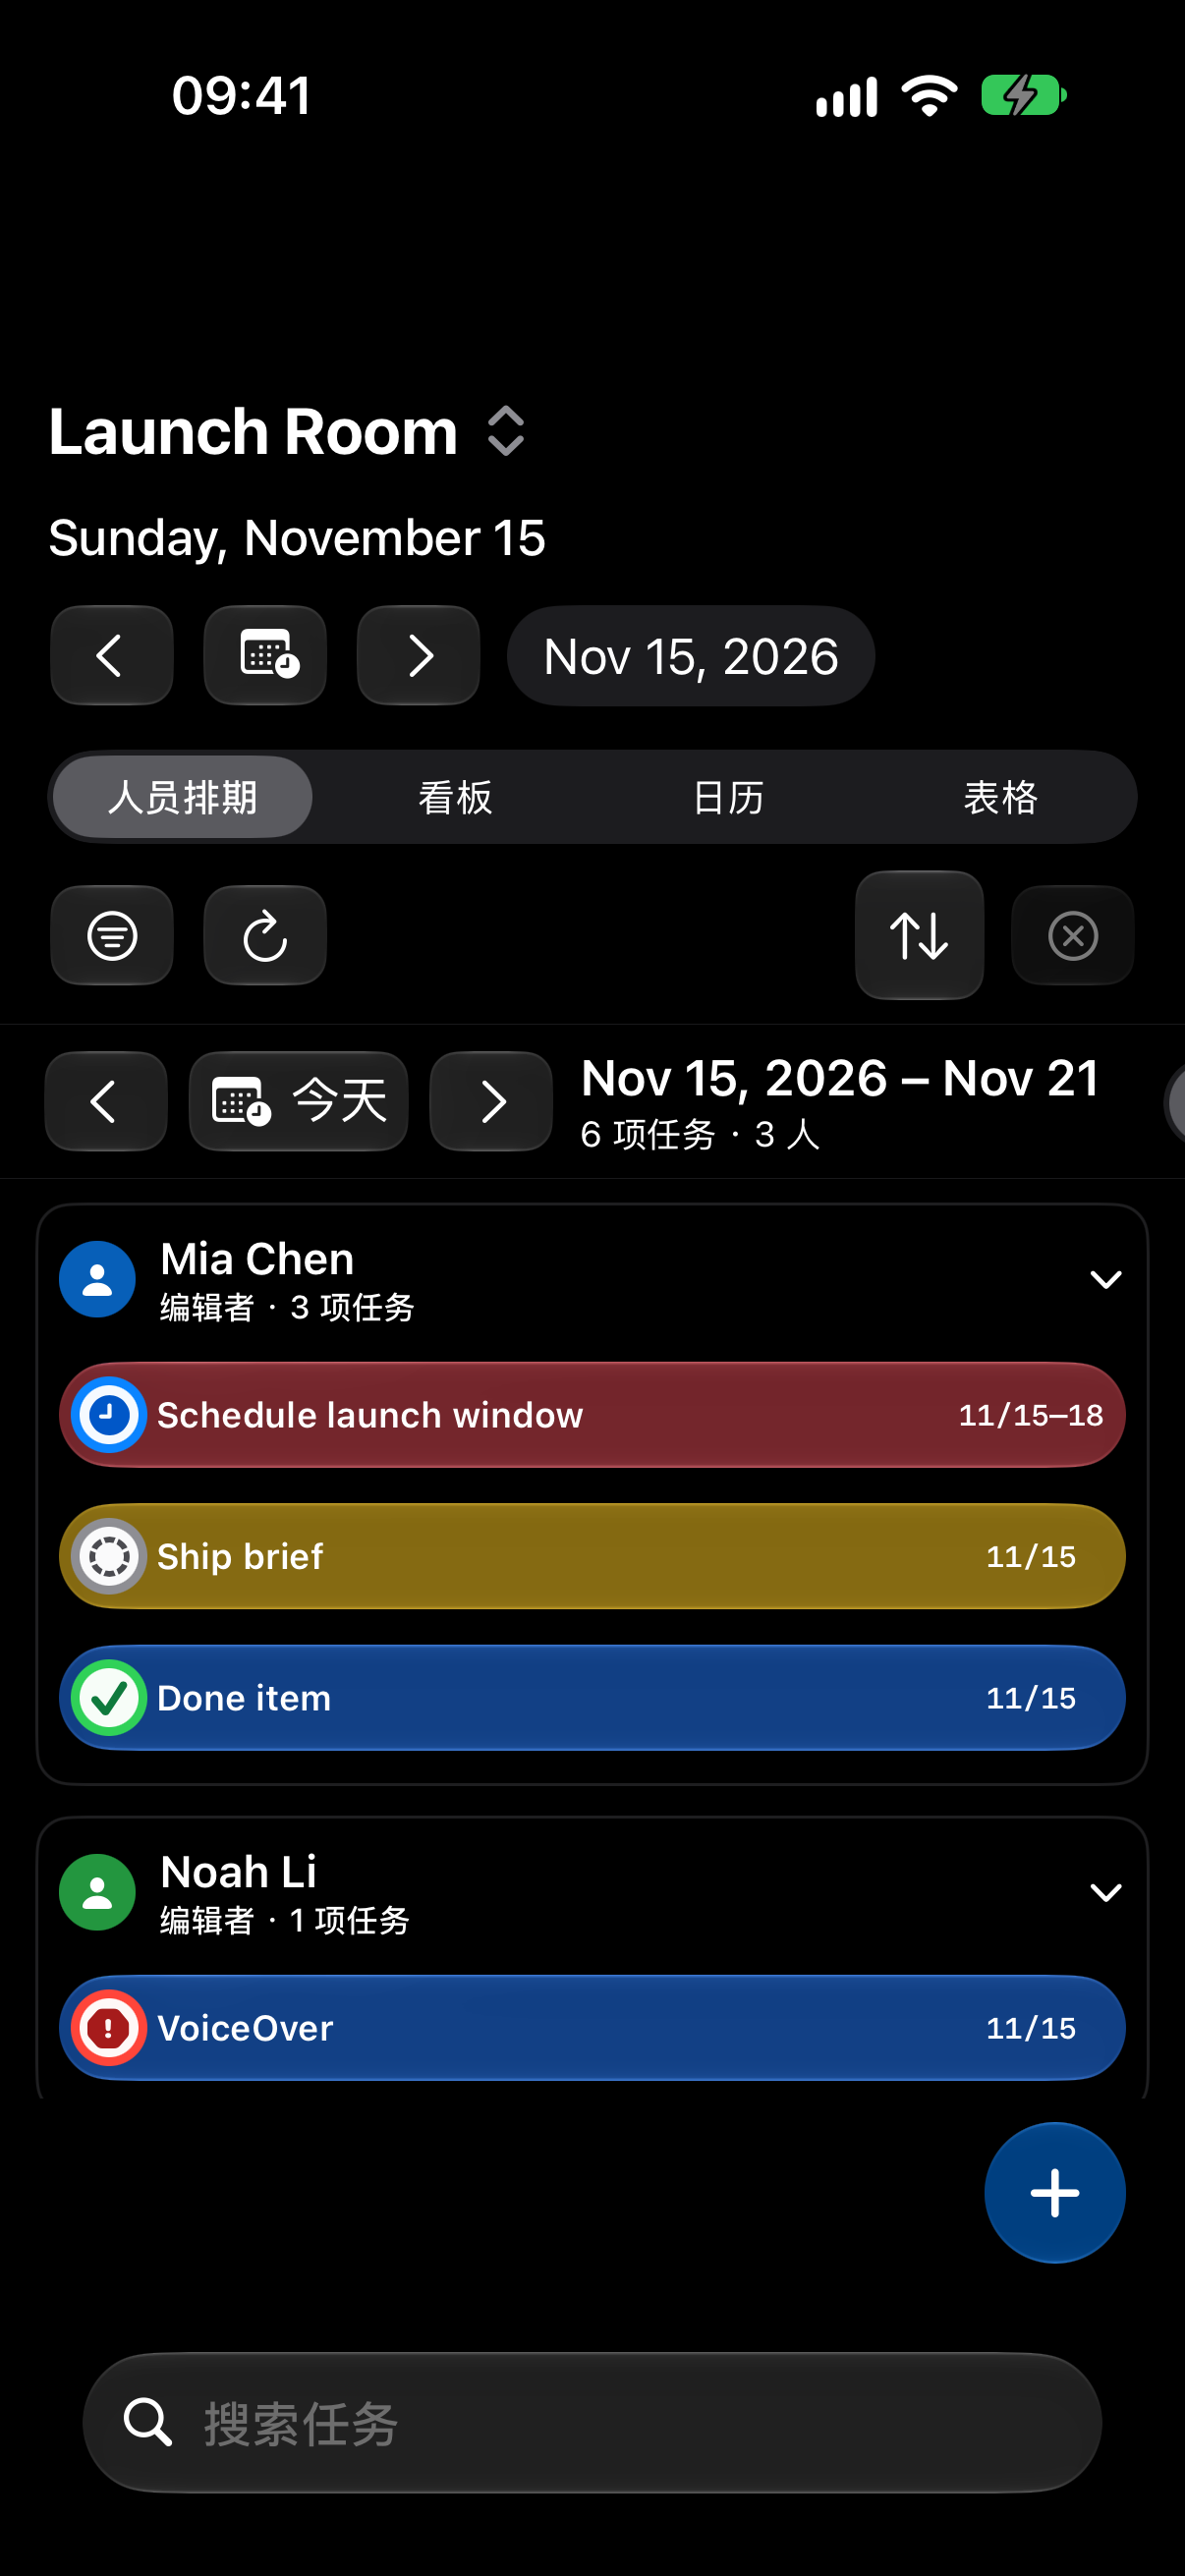 09:41
Launch Room
Sunday, November 15
Nov 15, 2026
人员排期 看板 日历 表格
今天
Nov 15, 2026 – Nov 21
6 项任务 · 3 人
Mia Chen
编辑者 · 3 项任务
Schedule launch window 11/15–18
Ship brief 11/15
Done item 11/15
Noah Li
编辑者 · 1 项任务
VoiceOver 11/15
搜索任务